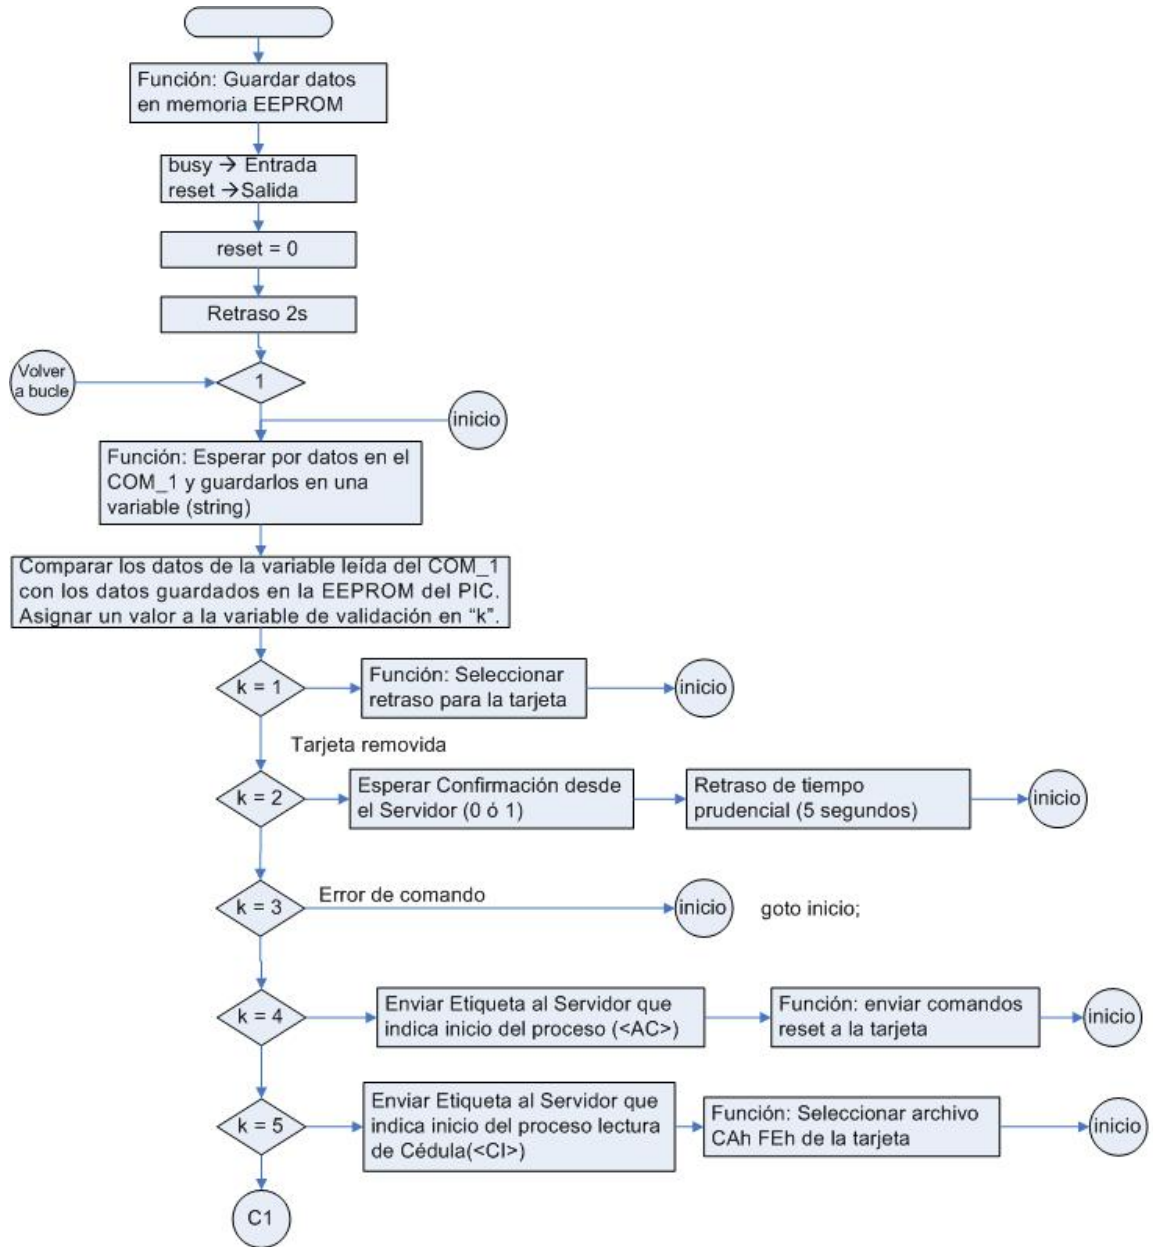 Función: Guardar datos
en memoria EEPROM
busy → Entrada
reset →Salida
reset = 0
Retraso 2s
Volver
a bucle
1
inicio
Función: Esperar por datos en el
COM_1 y guardarlos en una
variable (string)
Comparar los datos de la variable leída del COM_1
con los datos guardados en la EEPROM del PIC.
Asignar un valor a la variable de validación en “k”.
k = 1
Función: Seleccionar
retraso para la tarjeta
inicio
Tarjeta removida
k = 2
Esperar Confirmación desde
el Servidor (0 ó 1)
Retraso de tiempo
prudencial (5 segundos)
inicio
k = 3
Error de comando
inicio
goto inicio;
k = 4
Enviar Etiqueta al Servidor que
indica inicio del proceso (<AC>)
Función: enviar comandos
reset a la tarjeta
inicio
k = 5
Enviar Etiqueta al Servidor que
indica inicio del proceso lectura
de Cédula(<CI>)
Función: Seleccionar archivo
CAh FEh de la tarjeta
inicio
C1